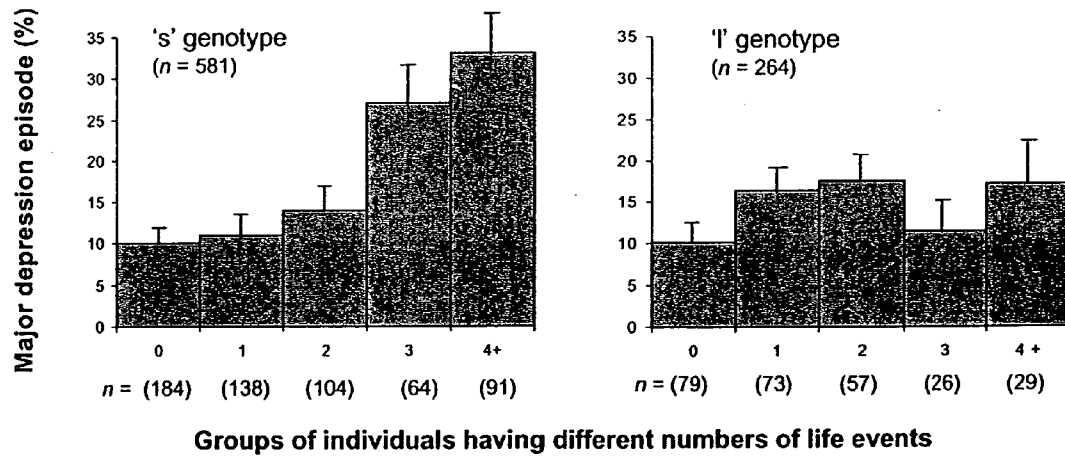 Major depression episode (%)
's' genotype
(n = 581)
35
30
25
20
15
10
5
0
0 1 2 3 4+
n = (184) (138) (104) (64) (91)
'l' genotype
(n = 264)
35
30
25
20
15
10
5
0
0 1 2 3 4 +
n = (79) (73) (57) (26) (29)
Groups of individuals having different numbers of life events